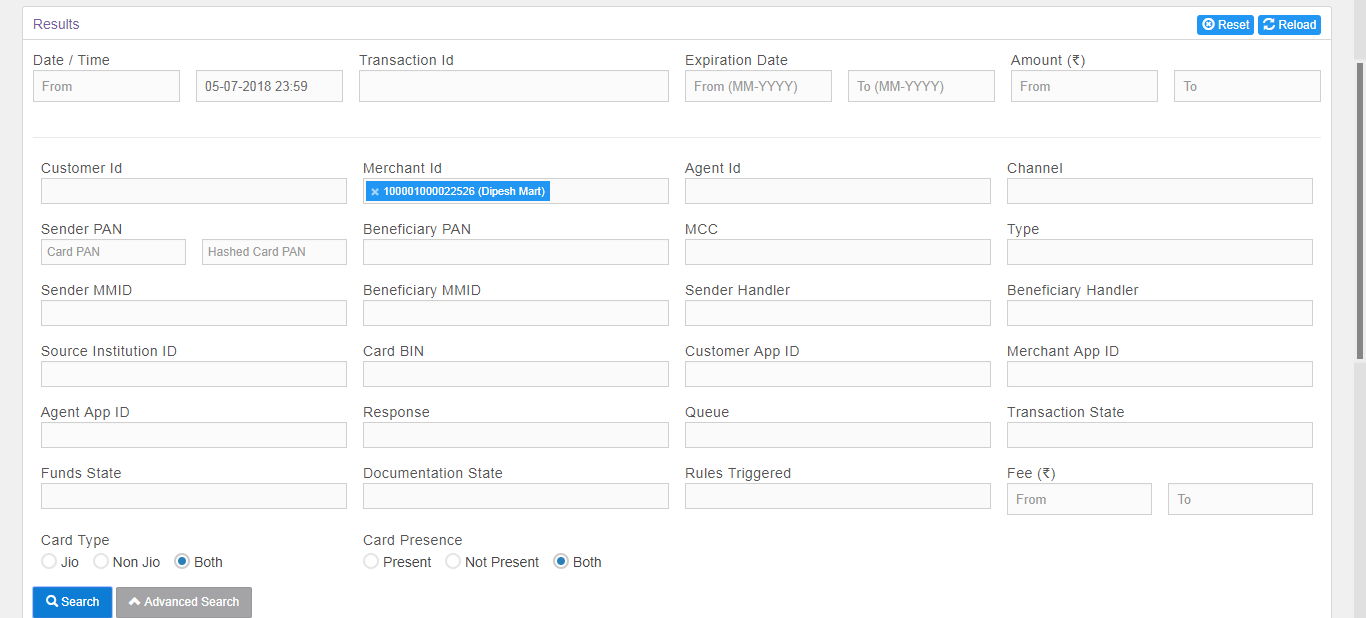 Results Reset Reload
Date / Time Transaction Id Expiration Date Amount (₹)
From 05-07-2018 23:59 From (MM-YYYY) To (MM-YYYY) From To
Customer Id Merchant Id Agent Id Channel
× 100001000022526 (Dipesh Mart)
Sender PAN Beneficiary PAN MCC Type
Card PAN Hashed Card PAN
Sender MMID Beneficiary MMID Sender Handler Beneficiary Handler
Source Institution ID Card BIN Customer App ID Merchant App ID
Agent App ID Response Queue Transaction State
Funds State Documentation State Rules Triggered Fee (₹)
From To
Card Type Card Presence
Jio Non Jio Both Present Not Present Both
Search Advanced Search